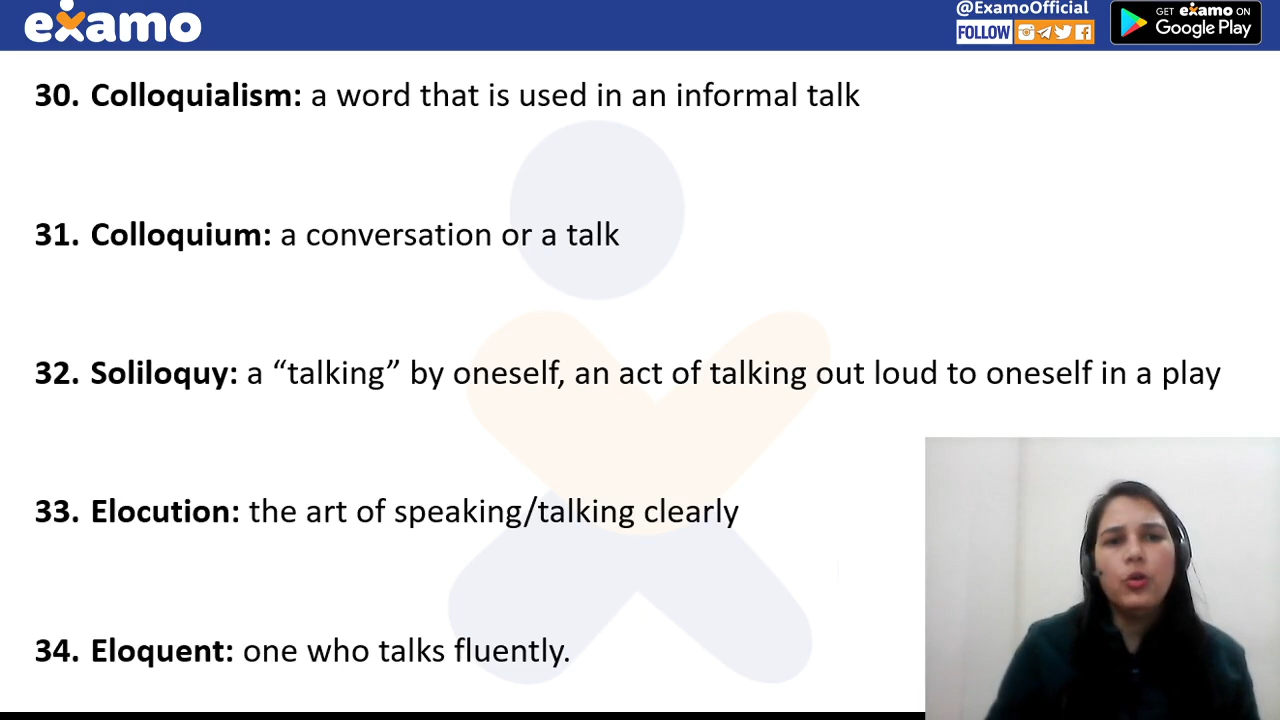 examo
@ExamoOfficial
FOLLOW
GET examo ON
Google Play
30. Colloquialism: a word that is used in an informal talk
31. Colloquium: a conversation or a talk
32. Soliloquy: a “talking” by oneself, an act of talking out loud to oneself in a play
33. Elocution: the art of speaking/talking clearly
34. Eloquent: one who talks fluently.